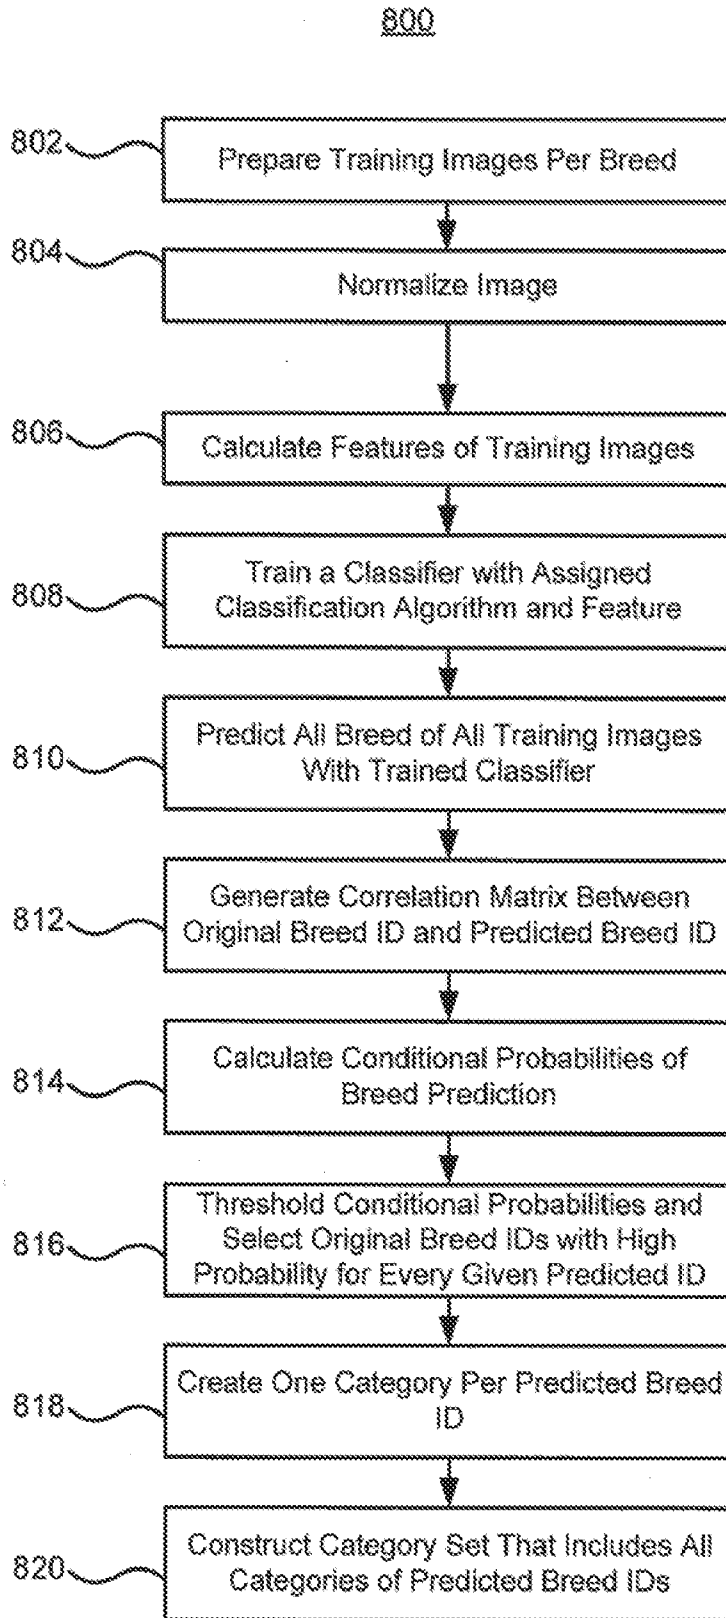 800
802
Prepare Training Images Per Breed
804
Normalize Image
806
Calculate Features of Training Images
808
Train a Classifier with Assigned
Classification Algorithm and Feature
810
Predict All Breed of All Training Images
With Trained Classifier
812
Generate Correlation Matrix Between
Original Breed ID and Predicted Breed ID
814
Calculate Conditional Probabilities of
Breed Prediction
816
Threshold Conditional Probabilities and
Select Original Breed IDs with High
Probability for Every Given Predicted ID
818
Create One Category Per Predicted Breed
ID
820
Construct Category Set That Includes All
Categories of Predicted Breed IDs